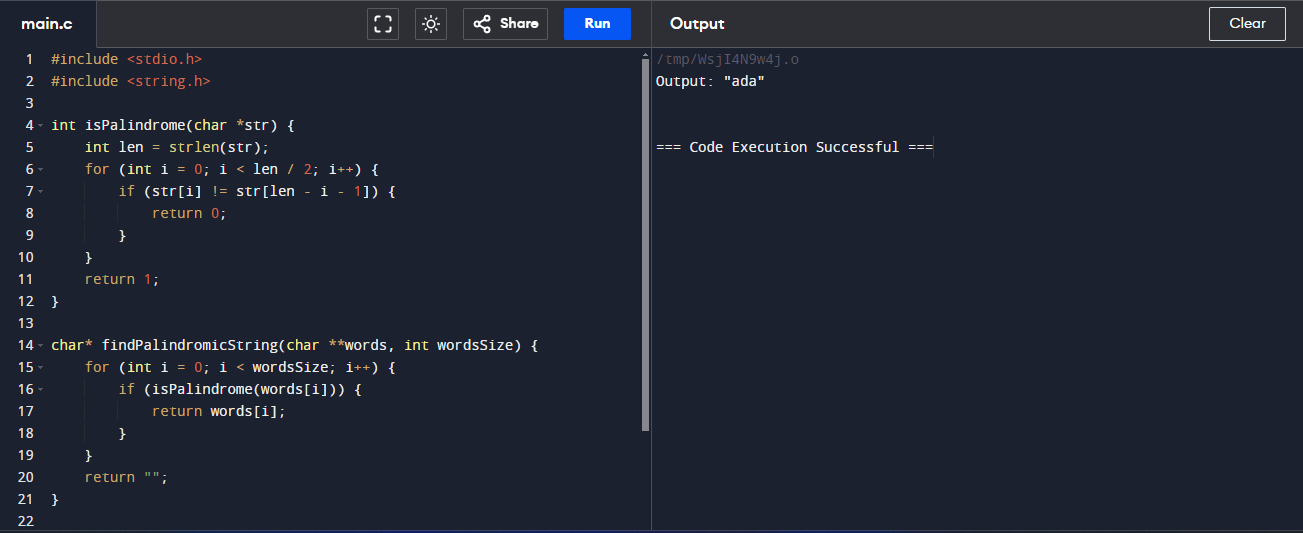 main.c Share Run Output Clear
1 #include <stdio.h>
2 #include <string.h>
3
4 int isPalindrome(char *str) {
5     int len = strlen(str);
6     for (int i = 0; i < len / 2; i++) {
7         if (str[i] != str[len - i - 1]) {
8             return 0;
9         }
10     }
11     return 1;
12 }
13
14 char* findPalindromicString(char **words, int wordsSize) {
15     for (int i = 0; i < wordsSize; i++) {
16         if (isPalindrome(words[i])) {
17             return words[i];
18         }
19     }
20     return "";
21 }
22
/tmp/WsjI4N9w4j.o
Output: "ada"
=== Code Execution Successful ===